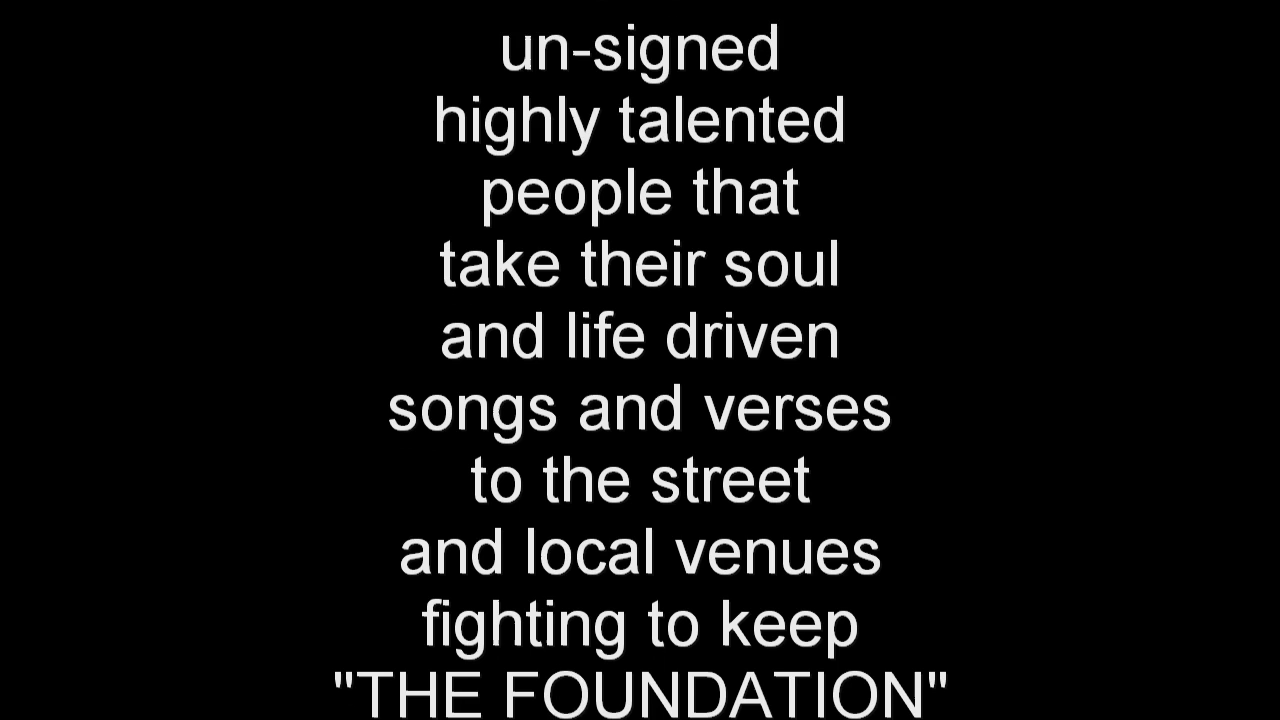 un-signed
highly talented
people that
take their soul
and life driven
songs and verses
to the street
and local venues
fighting to keep
"THE FOUNDATION"